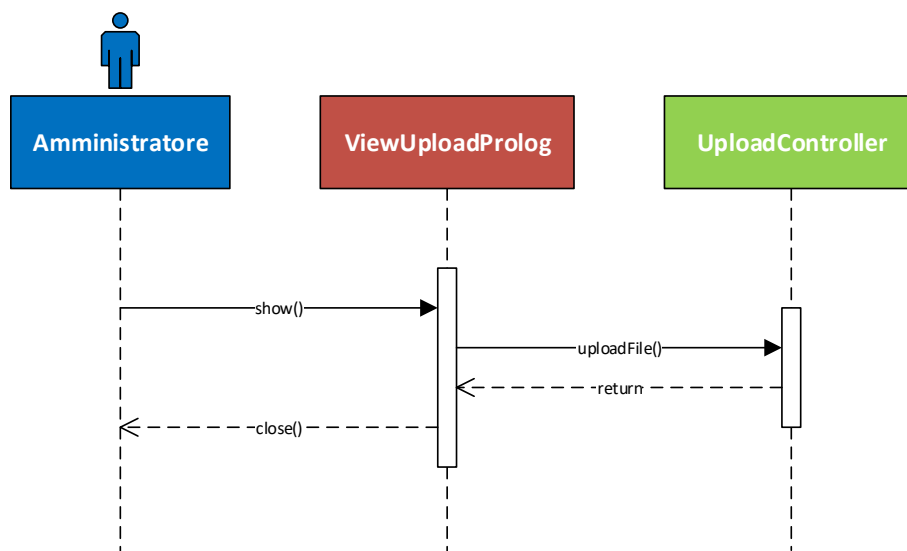 Amministratore
ViewUploadProlog
UploadController
show()
uploadFile()
return
close()